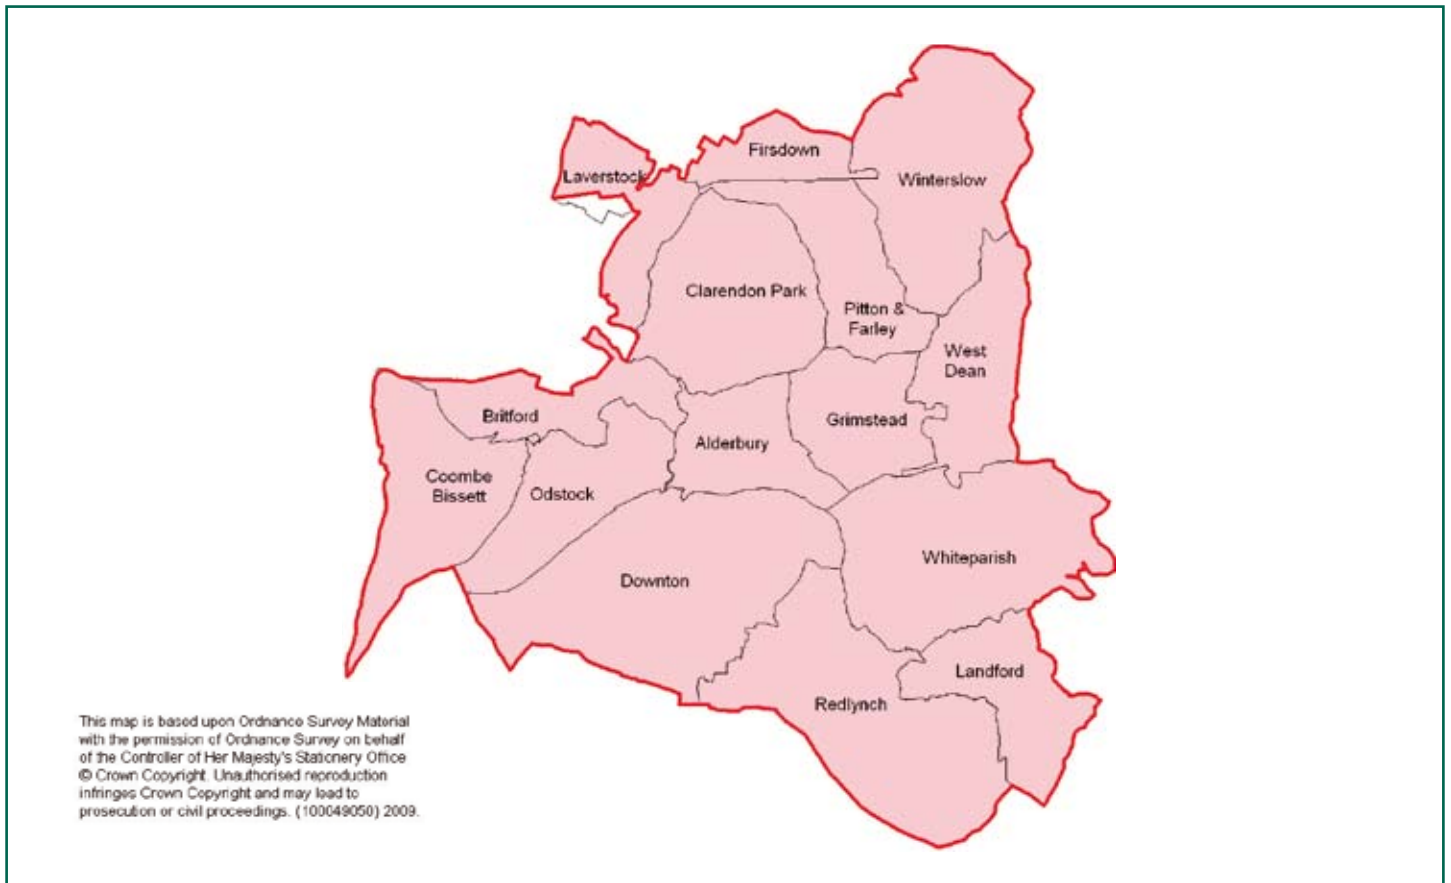 Firsdown
Laverstock
Winterslow
Clarendon Park
Pitton &
Farley
West
Dean
Britford
Grimstead
Alderbury
Coombe
Bissett
Odstock
Whiteparish
Downton
Landford
Redlynch
This map is based upon Ordnance Survey Material
with the permission of Ordnance Survey on behalf
of the Controller of Her Majesty's Stationery Office
© Crown Copyright. Unauthorised reproduction
infringes Crown Copyright and may lead to
prosecution or civil proceedings. (100049050) 2009.